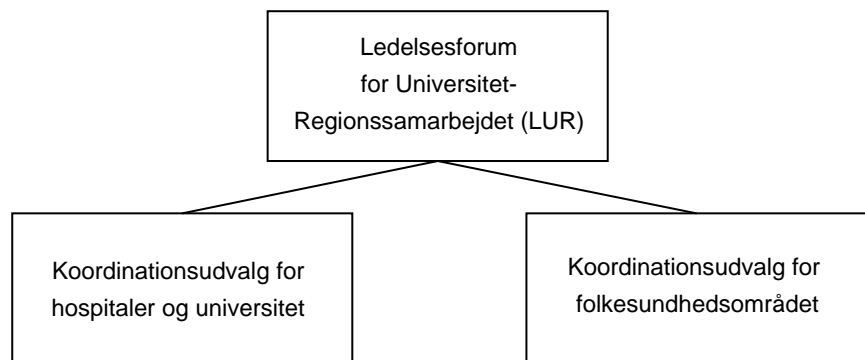 Ledelsesforum
for Universitet-
Regionssamarbejdet (LUR)
Koordinationsudvalg for
hospitaler og universitet
Koordinationsudvalg for
folkesundhedsområdet